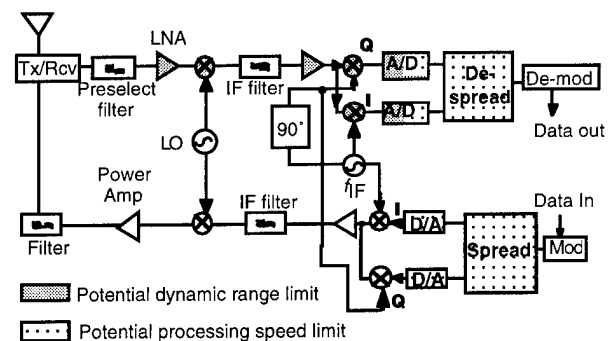 LNA
Q
Tx/Rcv
A/D
De-
spread
De-mod
Preselect
filter
IF filter
I
A/D
Data out
90°
LO
fIF
Power
Amp
IF filter
Data In
I
D/A
Spread
Mod
Filter
D/A
Q
Potential dynamic range limit
Potential processing speed limit